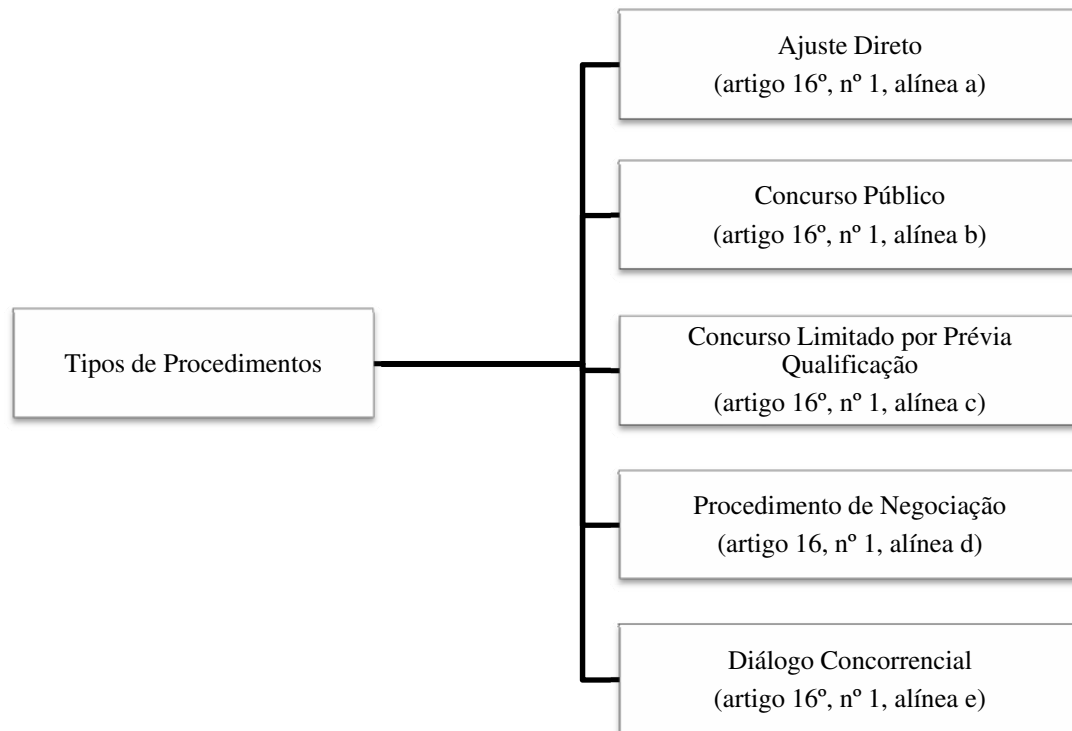 Ajuste Direto
(artigo 16º, nº 1, alínea a)
Concurso Público
(artigo 16º, nº 1, alínea b)
Tipos de Procedimentos
Concurso Limitado por Prévia
Qualificação
(artigo 16º, nº 1, alínea c)
Procedimento de Negociação
(artigo 16, nº 1, alínea d)
Diálogo Concorrencial
(artigo 16º, nº 1, alínea e)